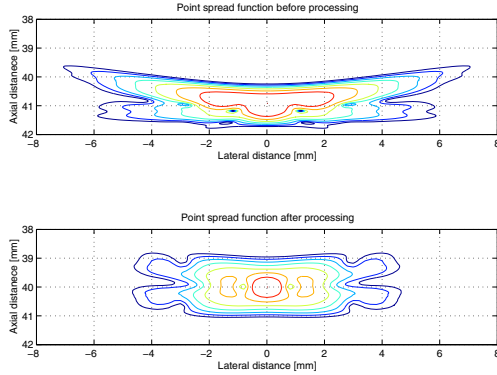 Point spread function before processing
38
39
40
41
42
Axial distanece [mm]
−8 −6 −4 −2 0 2 4 6 8
Lateral distance [mm]
Point spread function after processing
38
39
40
41
42
Axial distanece [mm]
−8 −6 −4 −2 0 2 4 6 8
Lateral distance [mm]